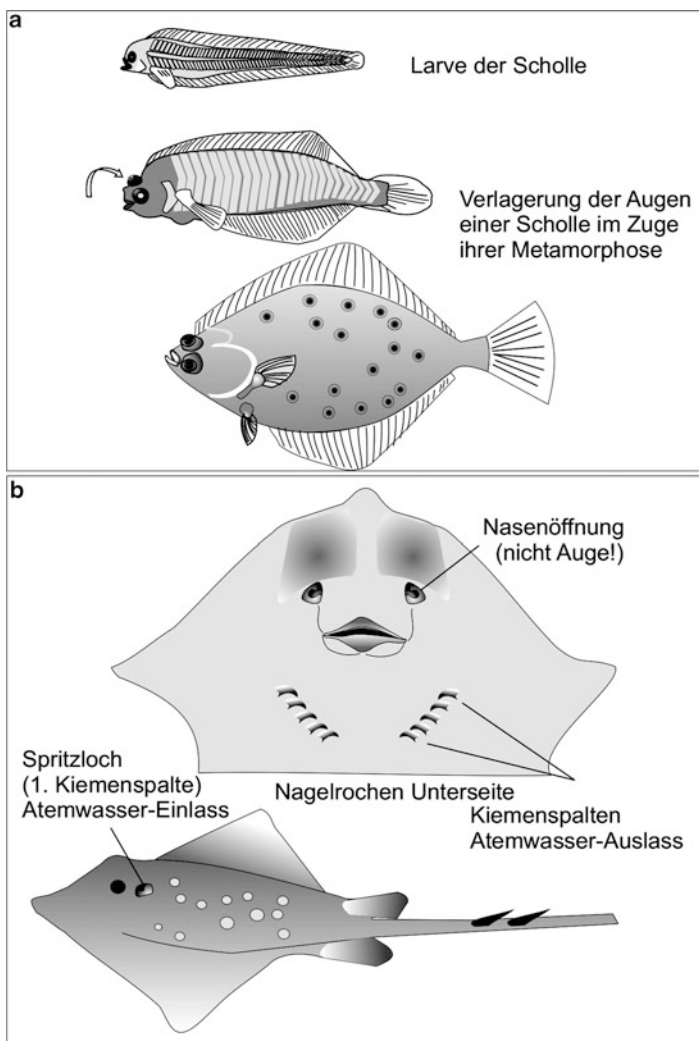 a
Larve der Scholle
Verlagerung der Augen
einer Scholle im Zuge
ihrer Metamorphose
b
Nasenöffnung
(nicht Auge!)
Spritzloch
(1. Kiemenspalte)
Atemwasser-Einlass
Nagelrochen Unterseite
Kiemenspalten
Atemwasser-Auslass